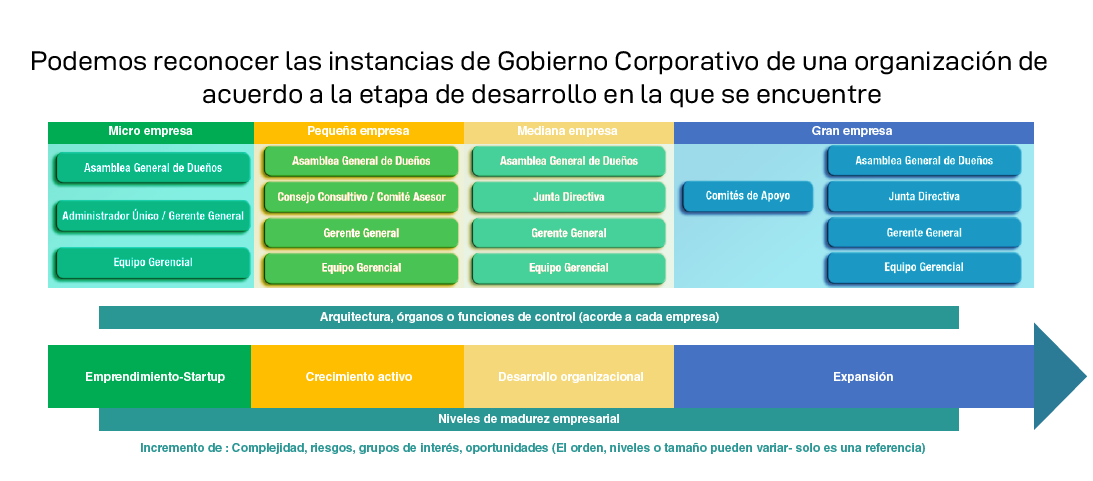 Podemos reconocer las instancias de Gobierno Corporativo de una organización de
acuerdo a la etapa de desarrollo en la que se encuentre
Micro empresa
Asamblea General de Dueños
Administrador Único / Gerente General
Equipo Gerencial
Pequeña empresa
Asamblea General de Dueños
Consejo Consultivo / Comité Asesor
Gerente General
Equipo Gerencial
Mediana empresa
Asamblea General de Dueños
Junta Directiva
Gerente General
Equipo Gerencial
Gran empresa
Comités de Apoyo
Asamblea General de Dueños
Junta Directiva
Gerente General
Equipo Gerencial
Arquitectura, órganos o funciones de control (acorde a cada empresa)
Emprendimiento-Startup
Crecimiento activo
Desarrollo organizacional
Expansión
Niveles de madurez empresarial
Incremento de : Complejidad, riesgos, grupos de interés, oportunidades (El orden, niveles o tamaño pueden variar- solo es una referencia)